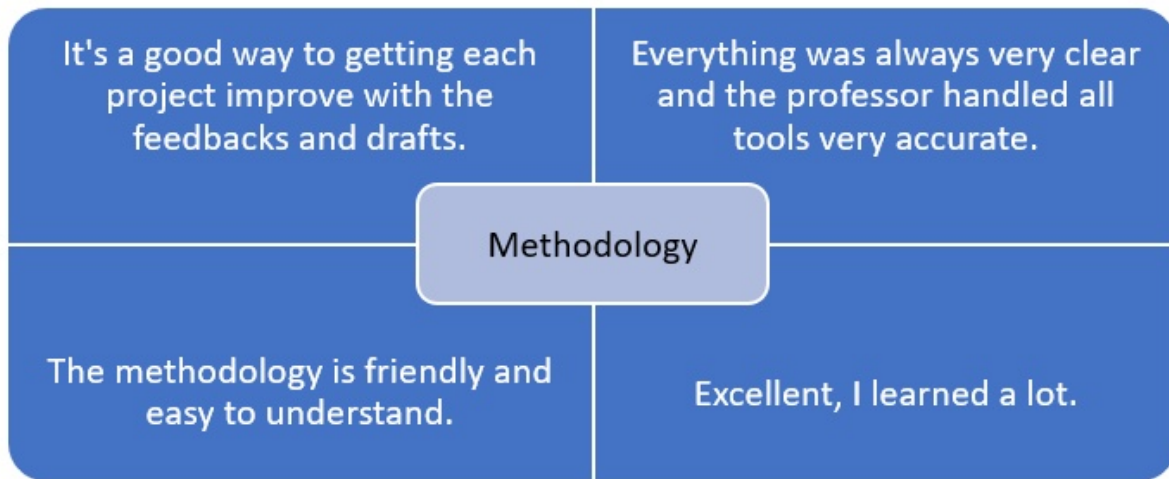 It's a good way to getting each
project improve with the
feedbacks and drafts.
Everything was always very clear
and the professor handled all
tools very accurate.
Methodology
The methodology is friendly and
easy to understand.
Excellent, I learned a lot.